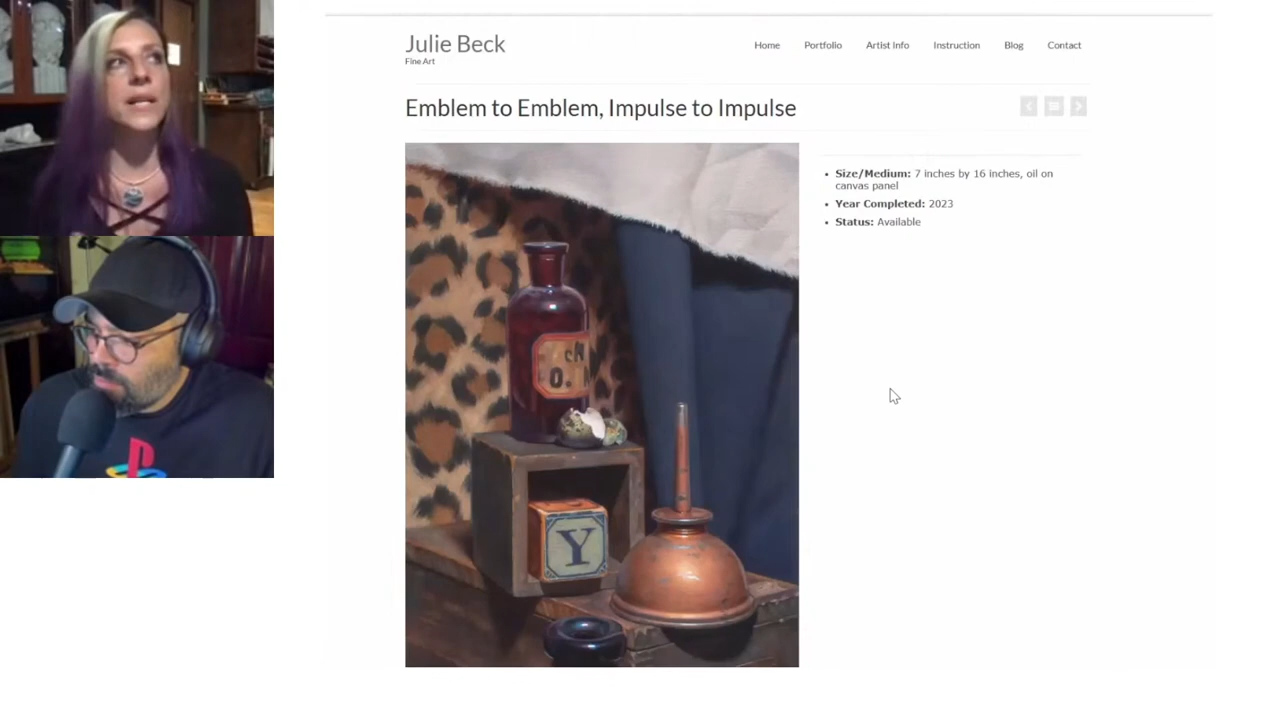 Julie Beck
Fine Art
Home Portfolio Artist Info Instruction Blog Contact
Emblem to Emblem, Impulse to Impulse
Size/Medium: 7 inches by 16 inches, oil on
canvas panel
Year Completed: 2023
Status: Available
O.
Y